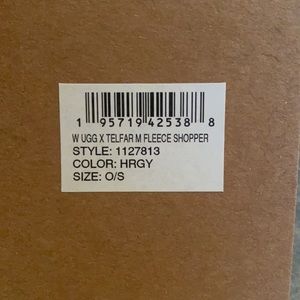 1 95719 42538 8
W UGG X TELFAR M FLEECE SHOPPER
STYLE: 1127813
COLOR: HRGY
SIZE: O/S